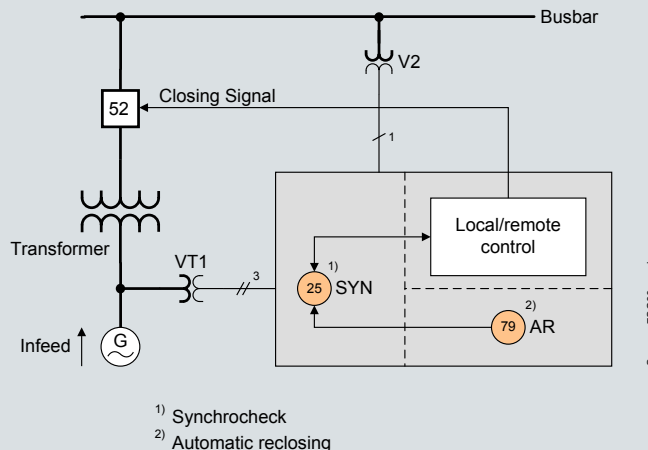 Busbar
V2
52
Closing Signal
1
Local/remote
control
Transformer
VT1
3
1)
25 SYN
2)
79 AR
Infeed
G
1) Synchrocheck
2) Automatic reclosing